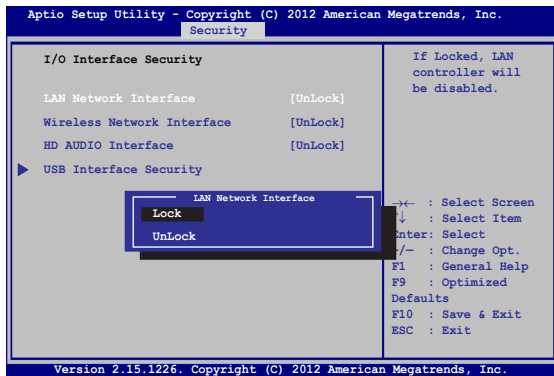 Aptio Setup Utility - Copyright (C) 2012 American Megatrends, Inc.
Security
I/O Interface Security
LAN Network Interface [UnLock]
Wireless Network Interface [UnLock]
HD AUDIO Interface [UnLock]
USB Interface Security
If Locked, LAN
controller will
be disabled.
LAN Network Interface
Lock
UnLock
→← : Select Screen
↑↓ : Select Item
Enter: Select
+/— : Change Opt.
F1 : General Help
F9 : Optimized
Defaults
F10 : Save & Exit
ESC : Exit
Version 2.15.1226. Copyright (C) 2012 American Megatrends, Inc.